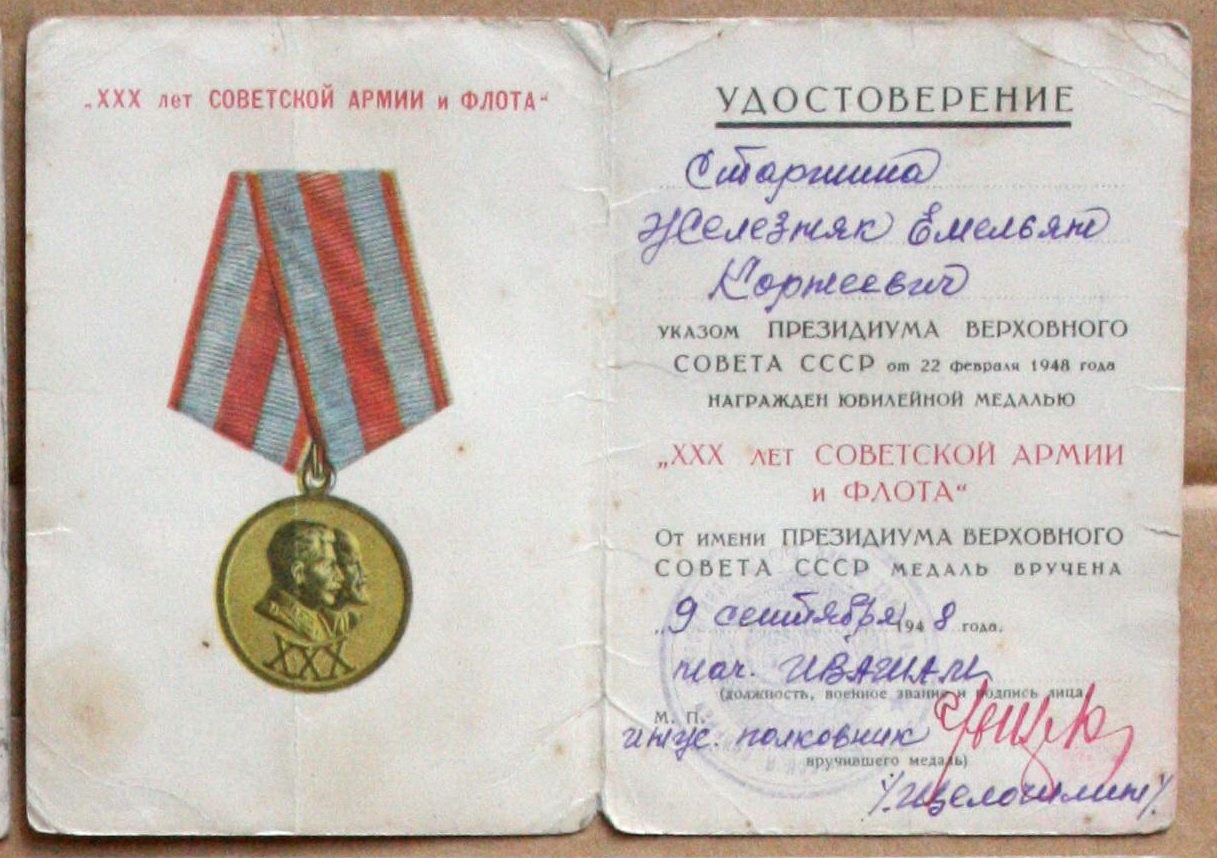 „XXX лет СОВЕТСКОЙ АРМИИ и ФЛОТА“
XXX
УДОСТОВЕРЕНИЕ
Старшина
Железняк Емельян
Корнеевич
УКАЗОМ ПРЕЗИДИУМА ВЕРХОВНОГО
СОВЕТА СССР от 22 февраля 1948 года
НАГРАЖДЕН ЮБИЛЕЙНОЙ МЕДАЛЬЮ
„XXX ЛЕТ СОВЕТСКОЙ АРМИИ
И ФЛОТА“
ОТ ИМЕНИ ПРЕЗИДИУМА ВЕРХОВНОГО
СОВЕТА СССР МЕДАЛЬ ВРУЧЕНА
„9 сентября 1948 года.
нач.
(должность, военное звание и подпись лица,
М. П.
инж. полковник
вручившего медаль)
/Щелочилин/